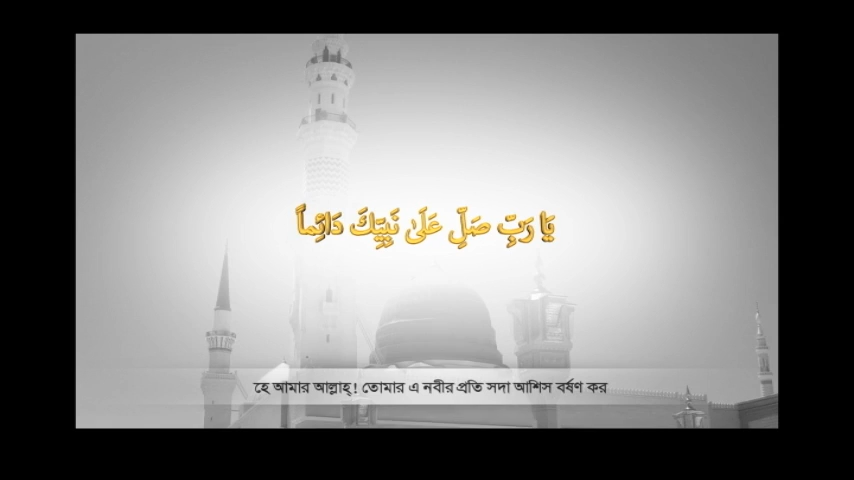 يَا رَبِّ صَلِّ عَلَىٰ نَبِيِّكَ دَائِماً
হে আমার আল্লাহ্! তোমার এ নবীর প্রতি সদা আশিস বর্ষণ কর